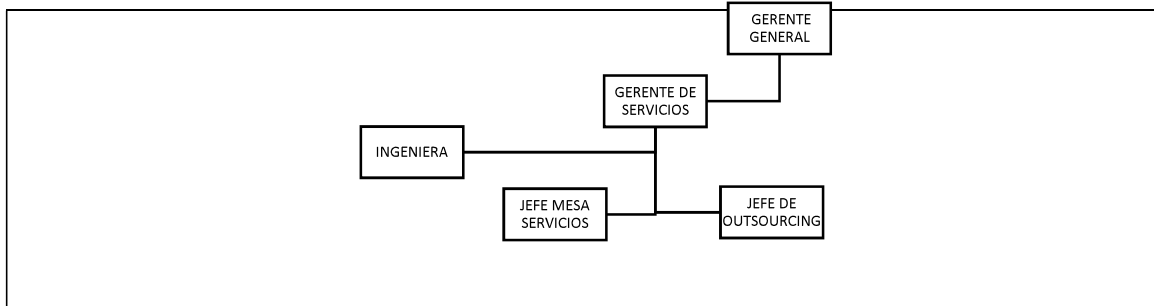 GERENTE
GENERAL
GERENTE DE
SERVICIOS
INGENIERA
JEFE MESA
SERVICIOS
JEFE DE
OUTSOURCING